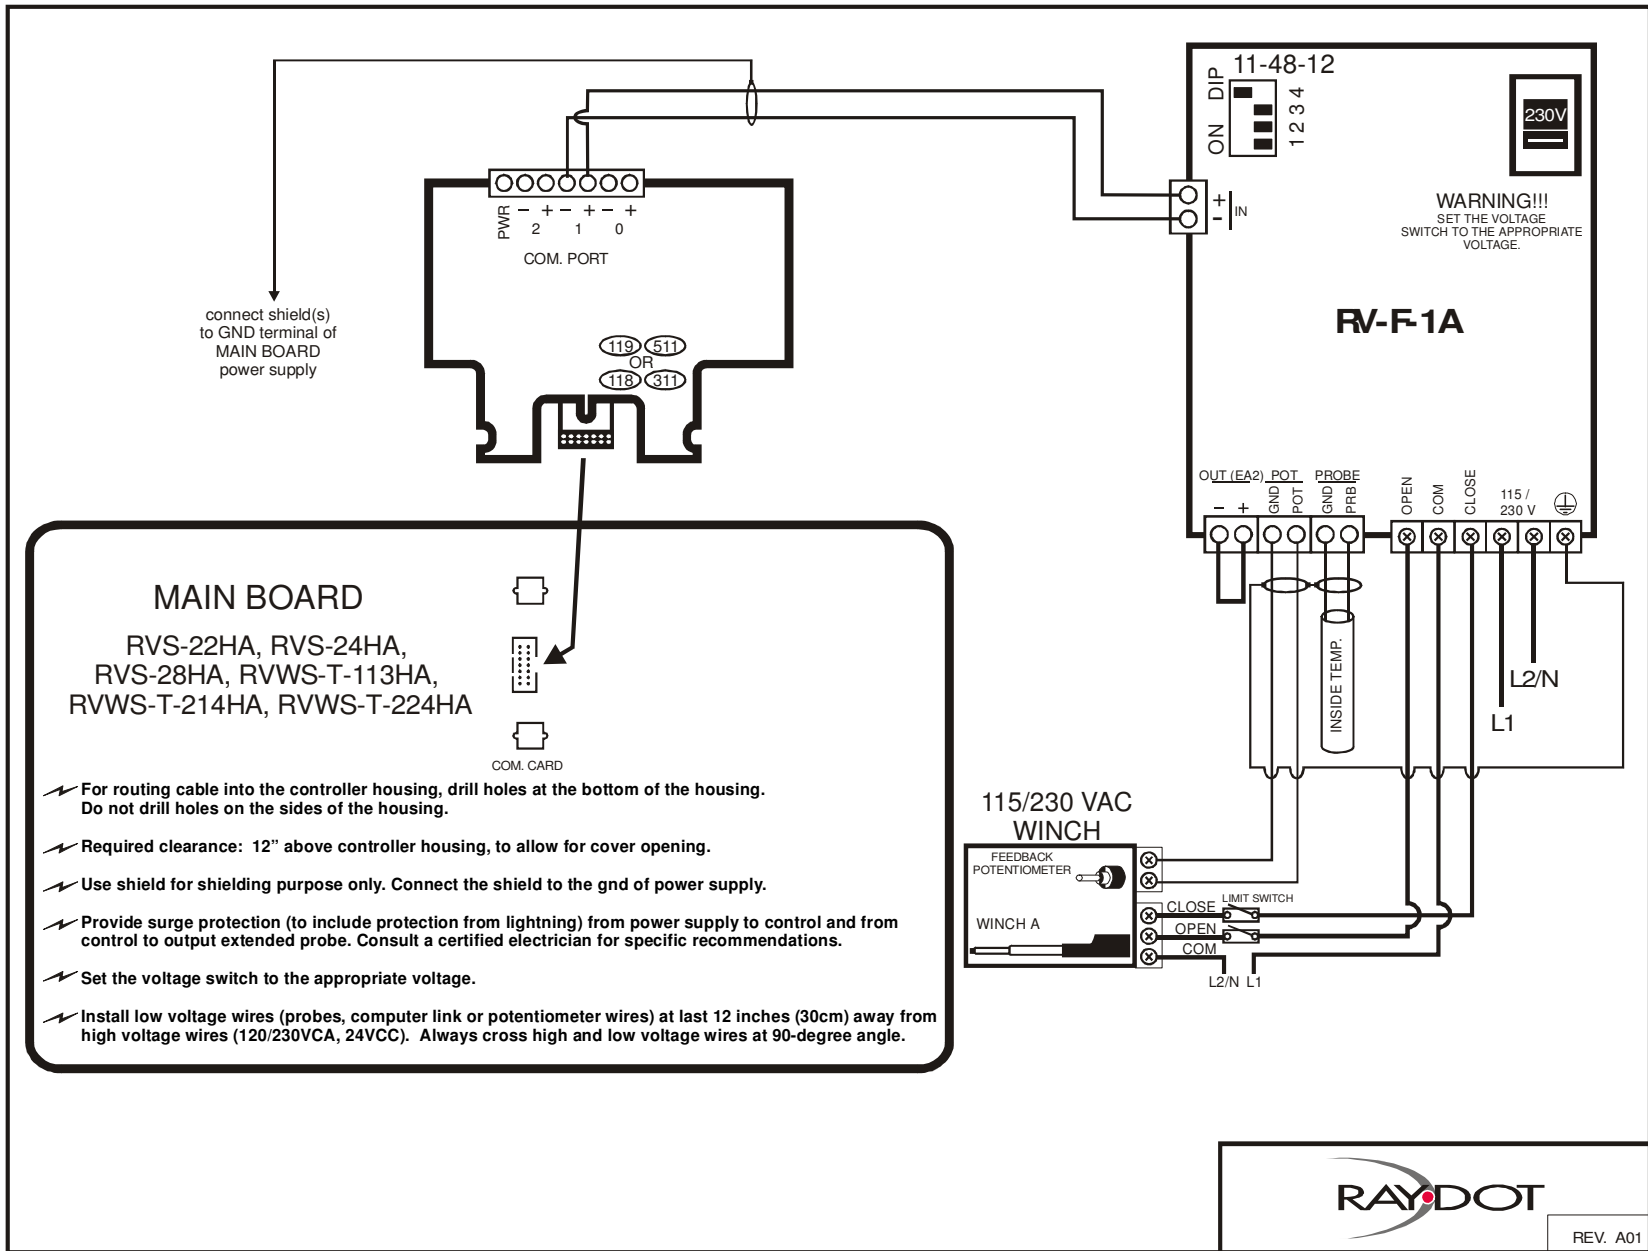 11-48-12
DIP
ON
1 2 3 4
230V
WARNING!!!
SET THE VOLTAGE
SWITCH TO THE APPROPRIATE
VOLTAGE.
+
-
IN
RV-F-1A
PWR
− + − + − +
2 1 0
COM. PORT
connect shield(s)
to GND terminal of
MAIN BOARD
power supply
119 511
OR
118 311
OUT (EA2) POT PROBE
− +
GND
POT
GND
PRB
OPEN
COM
CLOSE
115 /
230 V
INSIDE TEMP.
L2/N
L1
MAIN BOARD
RVS-22HA, RVS-24HA,
RVS-28HA, RVWS-T-113HA,
RVWS-T-214HA, RVWS-T-224HA
COM. CARD
For routing cable into the controller housing, drill holes at the bottom of the housing.
Do not drill holes on the sides of the housing.
Required clearance: 12” above controller housing, to allow for cover opening.
Use shield for shielding purpose only. Connect the shield to the gnd of power supply.
Provide surge protection (to include protection from lightning) from power supply to control and from
control to output extended probe. Consult a certified electrician for specific recommendations.
Set the voltage switch to the appropriate voltage.
Install low voltage wires (probes, computer link or potentiometer wires) at last 12 inches (30cm) away from
high voltage wires (120/230VCA, 24VCC). Always cross high and low voltage wires at 90-degree angle.
115/230 VAC
WINCH
FEEDBACK
POTENTIOMETER
WINCH A
CLOSE
LIMIT SWITCH
OPEN
COM
L2/N L1
RAYDOT
REV. A01